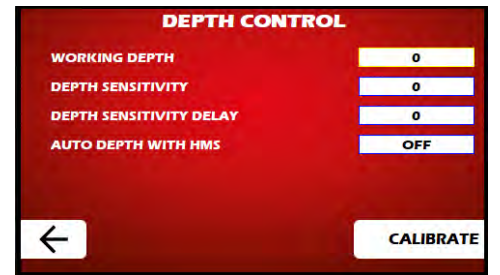 DEPTH CONTROL
WORKING DEPTH 0
DEPTH SENSITIVITY 0
DEPTH SENSITIVITY DELAY 0
AUTO DEPTH WITH HMS OFF
CALIBRATE